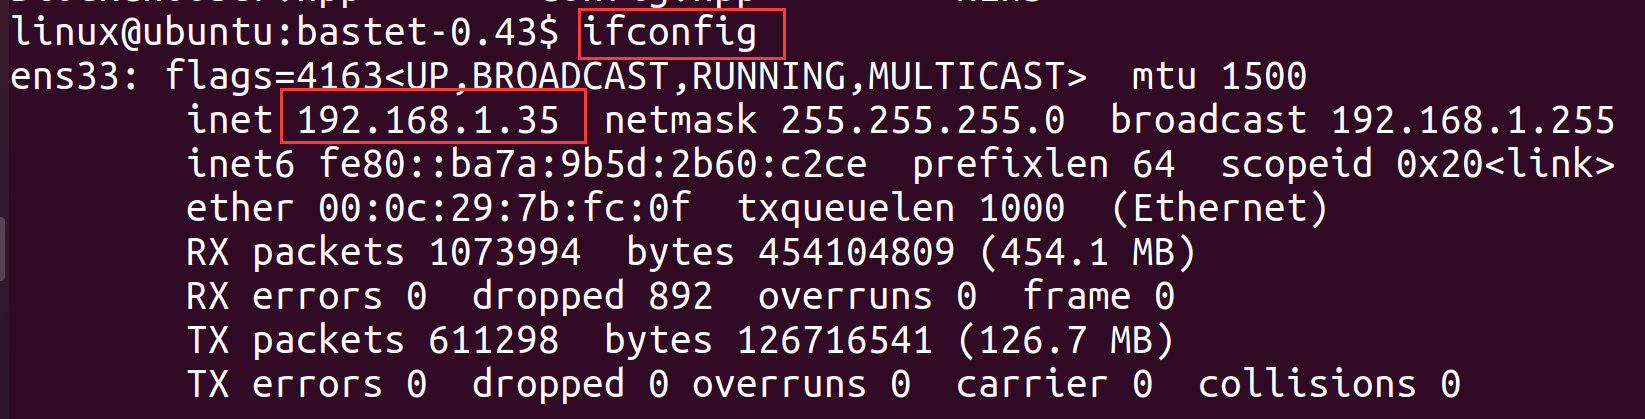 linux@ubuntu:bastet-0.43$ ifconfig
ens33: flags=4163<UP,BROADCAST,RUNNING,MULTICAST>  mtu 1500
        inet 192.168.1.35  netmask 255.255.255.0  broadcast 192.168.1.255
        inet6 fe80::ba7a:9b5d:2b60:c2ce  prefixlen 64  scopeid 0x20<link>
        ether 00:0c:29:7b:fc:0f  txqueuelen 1000  (Ethernet)
        RX packets 1073994  bytes 454104809 (454.1 MB)
        RX errors 0  dropped 892  overruns 0  frame 0
        TX packets 611298  bytes 126716541 (126.7 MB)
        TX errors 0  dropped 0 overruns 0  carrier 0  collisions 0